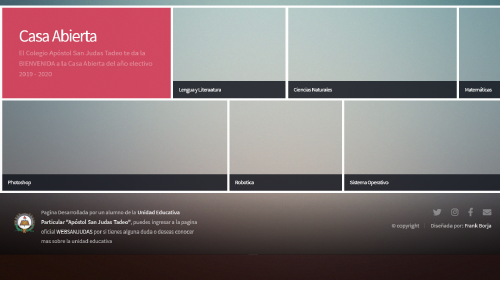 Casa Abierta
El Colegio Apóstol San Judas Tadeo te da la
BIENVENIDA a la Casa Abierta del año electivo
2019 - 2020
Lengua y Literautura
Ciencias Naturales
Matemáticas
Photoshop
Robotica
Sistema Operativo
Pagina Desarrollada por un alumno de la Unidad Educativa
Particular "Apóstol San Judas Tadeo", puedes ingresar a la pagina
oficial WEBSANJUDAS por si tienes alguna duda o deseas conocer
mas sobre la unidad educativa
© copyright
Diseñada por: Frank Borja